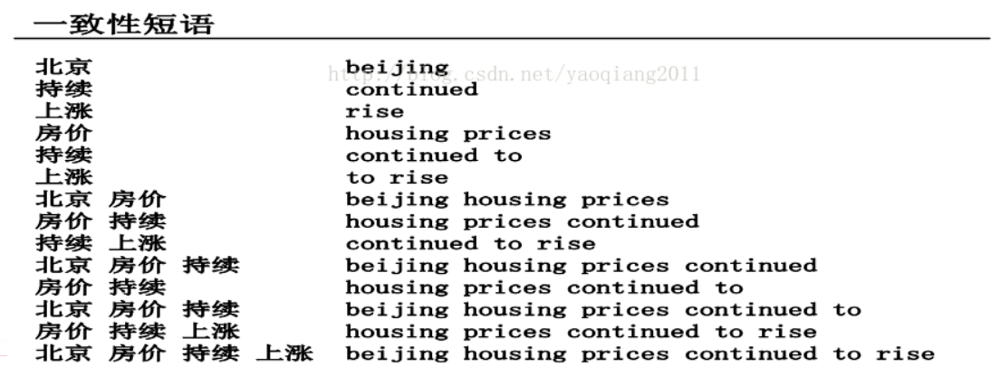 一致性短语
http://blog.csdn.net/yaoqiang2011
北京 beijing
持续 continued
上涨 rise
房价 housing prices
持续 continued to
上涨 to rise
北京 房价 beijing housing prices
房价 持续 housing prices continued
持续 上涨 continued to rise
北京 房价 持续 beijing housing prices continued
房价 持续 housing prices continued to
北京 房价 持续 beijing housing prices continued to
房价 持续 上涨 housing prices continued to rise
北京 房价 持续 上涨 beijing housing prices continued to rise